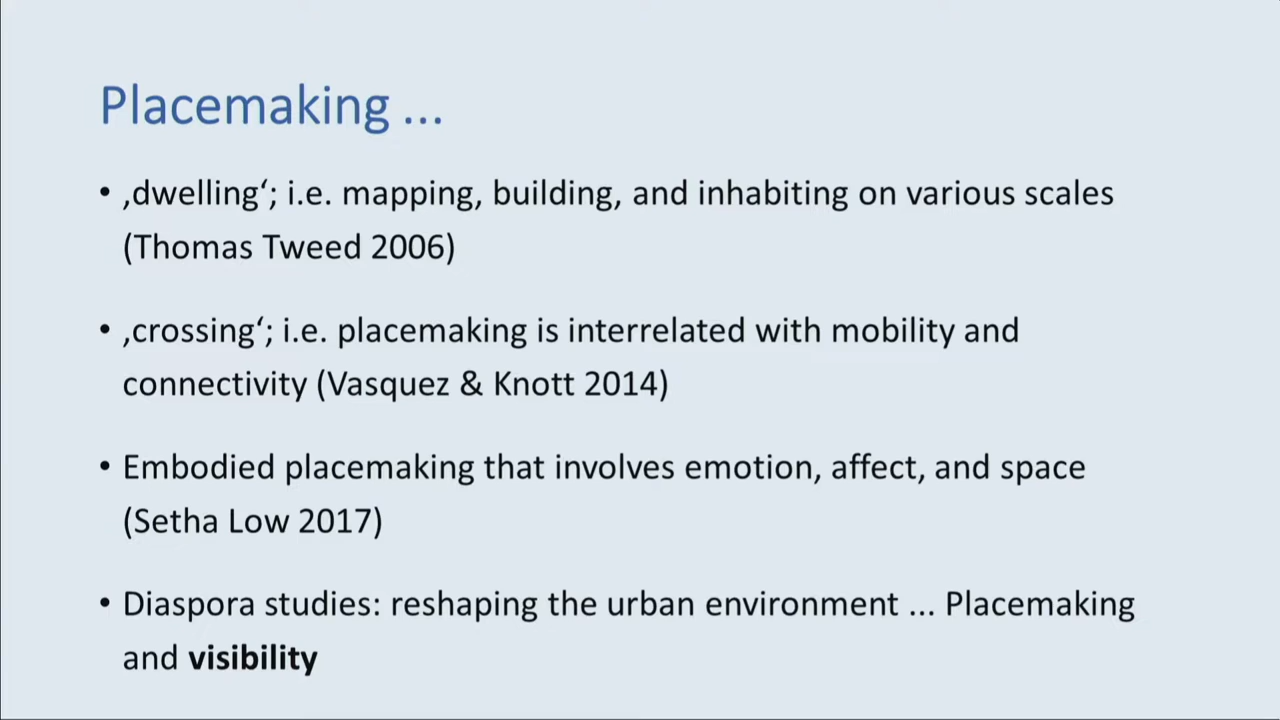 Placemaking ...
• ‚dwelling‘; i.e. mapping, building, and inhabiting on various scales
(Thomas Tweed 2006)
• ‚crossing‘; i.e. placemaking is interrelated with mobility and
connectivity (Vasquez & Knott 2014)
• Embodied placemaking that involves emotion, affect, and space
(Setha Low 2017)
• Diaspora studies: reshaping the urban environment ... Placemaking
and visibility